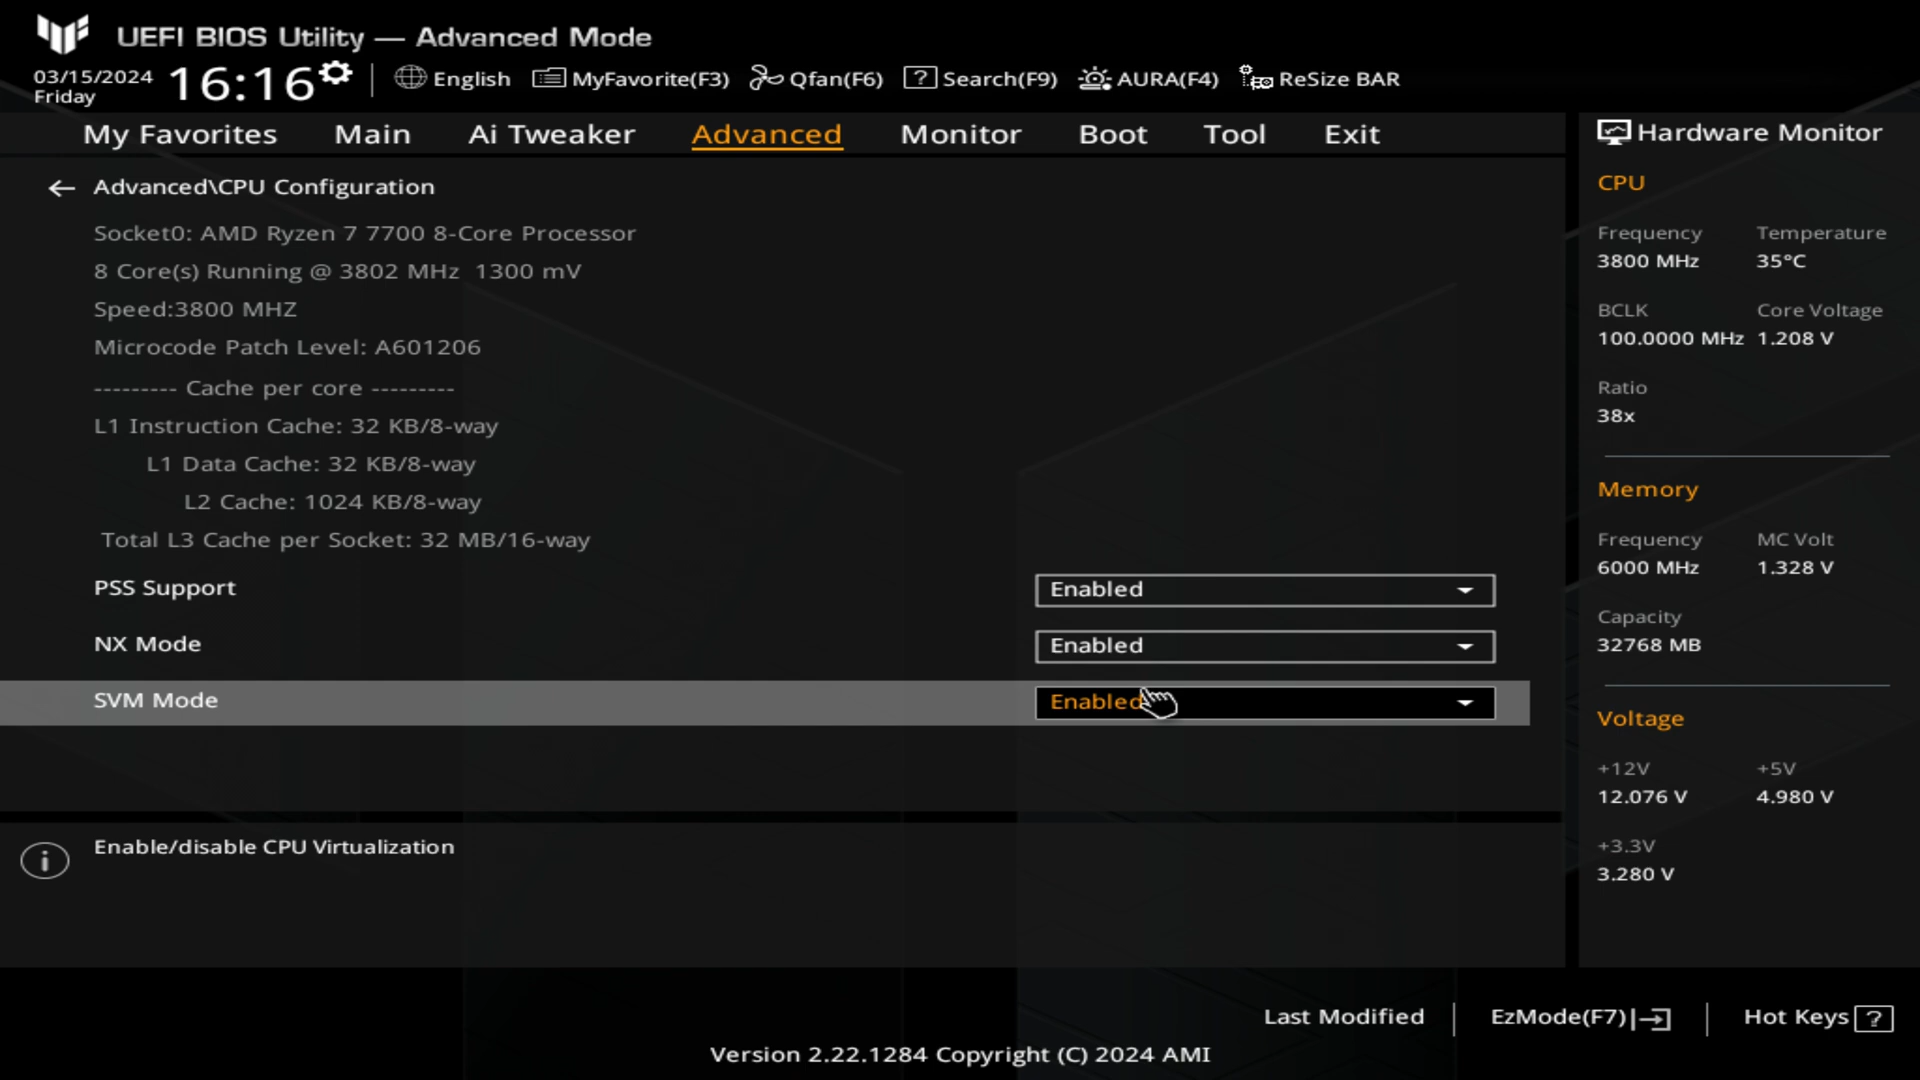 UEFI BIOS Utility — Advanced Mode
03/15/2024
Friday
16:16
English
MyFavorite(F3)
Qfan(F6)
? Search(F9)
AURA(F4)
ReSize BAR
My Favorites
Main
Ai Tweaker
Advanced
Monitor
Boot
Tool
Exit
Advanced\CPU Configuration
Socket0: AMD Ryzen 7 7700 8-Core Processor
8 Core(s) Running @ 3802 MHz  1300 mV
Speed:3800 MHZ
Microcode Patch Level: A601206
--------- Cache per core ---------
L1 Instruction Cache: 32 KB/8-way
L1 Data Cache: 32 KB/8-way
L2 Cache: 1024 KB/8-way
Total L3 Cache per Socket: 32 MB/16-way
PSS Support Enabled
NX Mode Enabled
SVM Mode Enabled
i Enable/disable CPU Virtualization
Hardware Monitor
CPU
Frequency Temperature
3800 MHz 35°C
BCLK Core Voltage
100.0000 MHz 1.208 V
Ratio
38x
Memory
Frequency MC Volt
6000 MHz 1.328 V
Capacity
32768 MB
Voltage
+12V +5V
12.076 V 4.980 V
+3.3V
3.280 V
Last Modified
EzMode(F7)
Hot Keys ?
Version 2.22.1284 Copyright (C) 2024 AMI